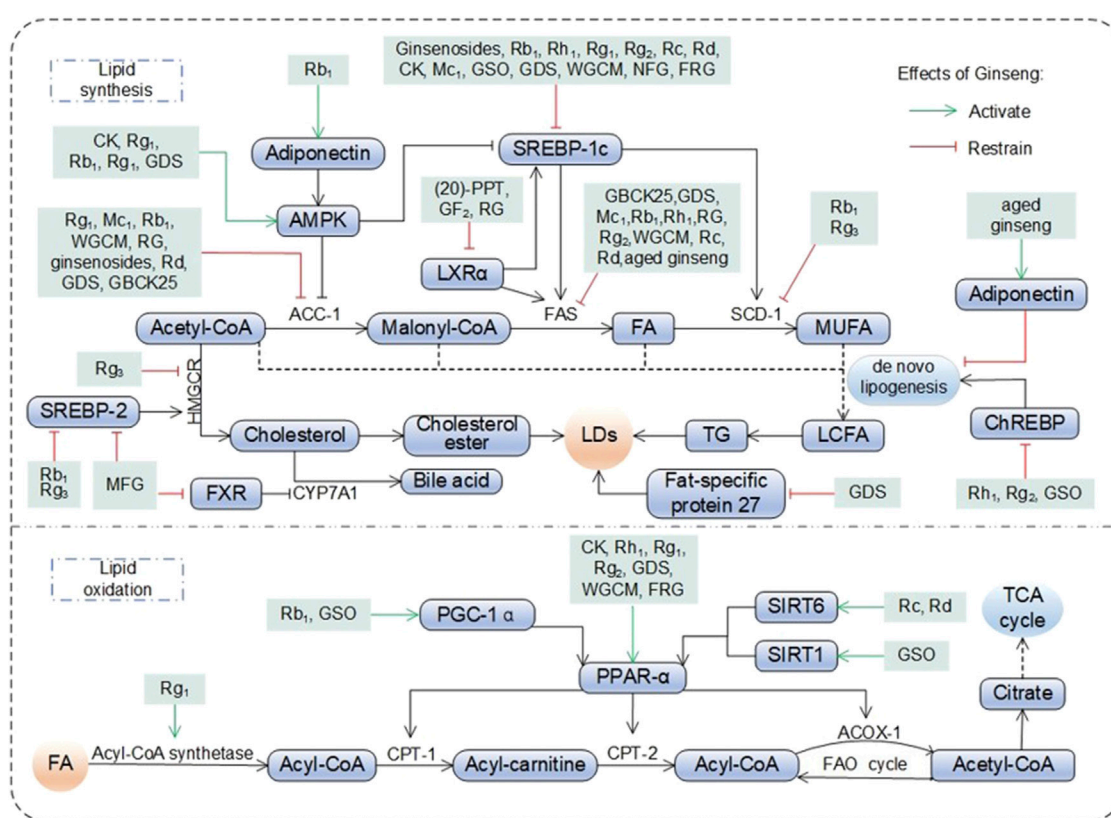 Lipid
synthesis
Rb₁
Ginsenosides, Rb₁, Rh₁, Rg₁, Rg₂, Rc, Rd,
CK, Mc₁, GSO, GDS, WGCM, NFG, FRG
Effects of Ginseng:
Activate
Restrain
CK, Rg₁,
Rb₁, Rg₁, GDS
Adiponectin
SREBP-1c
AMPK
(20)-PPT,
GF₂, RG
GBCK25,GDS,
Mc₁,Rb₁,Rh₁,RG,
Rg₂,WGCM, Rc,
Rd,aged ginseng
Rb₁
Rg₃
aged
ginseng
Rg₁, Mc₁, Rb₁,
WGCM, RG,
ginsenosides, Rd,
GDS, GBCK25
LXRα
Adiponectin
ACC-1
FAS
SCD-1
Acetyl-CoA
Malonyl-CoA
FA
MUFA
Rg₃
HMGCR
de novo
lipogenesis
SREBP-2
Cholesterol
Cholesterol
ester
LDs
TG
LCFA
ChREBP
Rb₁
Rg₃
MFG
FXR
CYP7A1
Bile acid
Fat-specific
protein 27
GDS
Rh₁, Rg₂, GSO
Lipid
oxidation
CK, Rh₁, Rg₁,
Rg₂, GDS,
WGCM, FRG
Rb₁, GSO
PGC-1 α
SIRT6
Rc, Rd
TCA
cycle
SIRT1
GSO
PPAR-α
Rg₁
Citrate
FA
Acyl-CoA synthetase
Acyl-CoA
CPT-1
Acyl-carnitine
CPT-2
Acyl-CoA
ACOX-1
FAO cycle
Acetyl-CoA